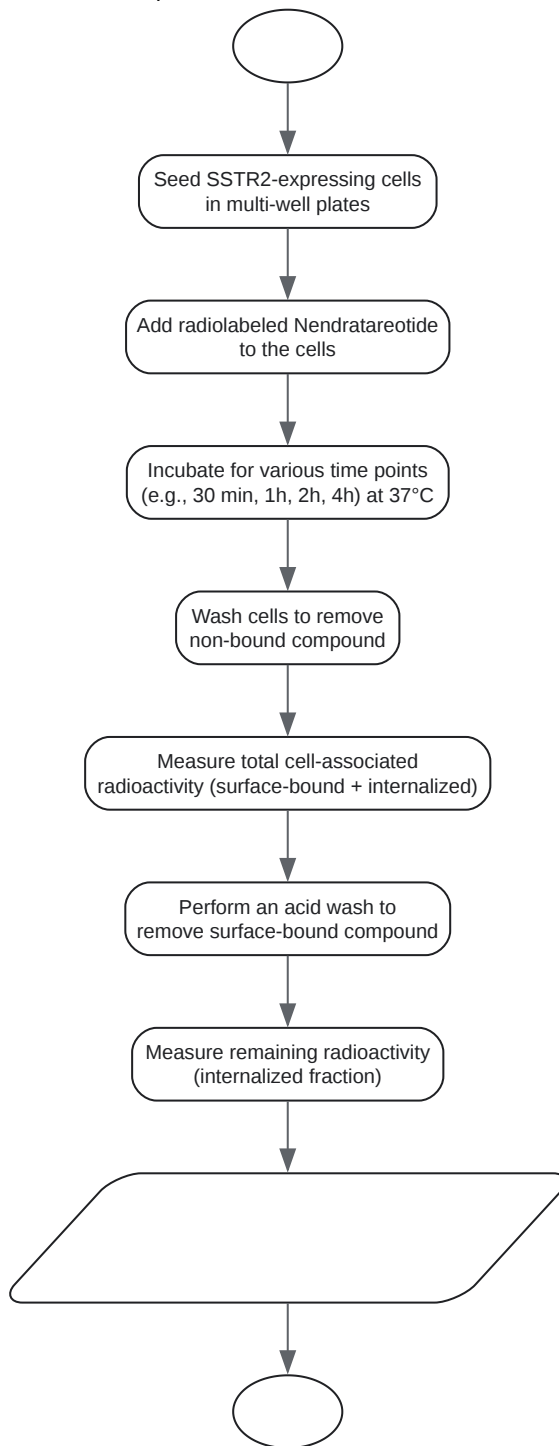 Seed SSTR2-expressing cells
in multi-well plates
Add radiolabeled Nendratareotide
to the cells
Incubate for various time points
(e.g., 30 min, 1h, 2h, 4h) at 37°C
Wash cells to remove
non-bound compound
Measure total cell-associated
radioactivity (surface-bound + internalized)
Perform an acid wash to
remove surface-bound compound
Measure remaining radioactivity
(internalized fraction)